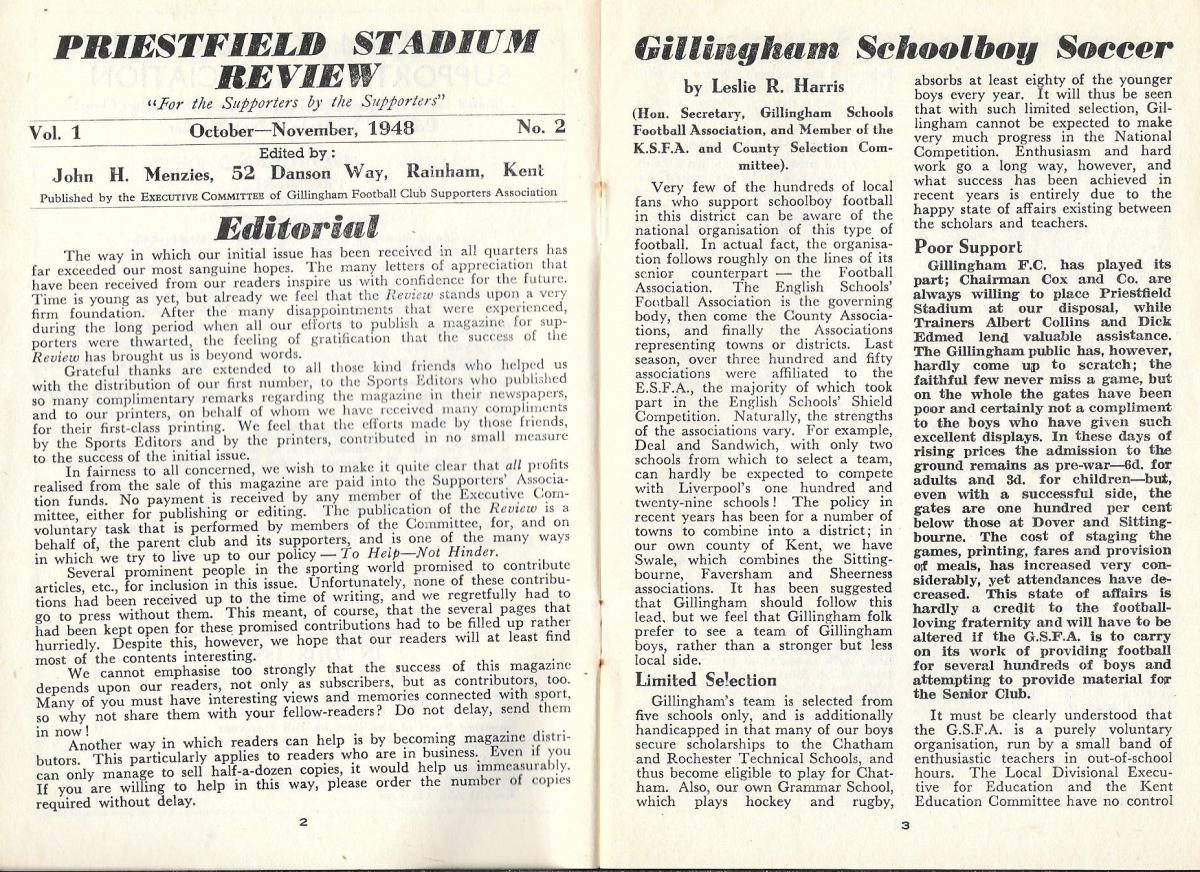 PRIESTFIELD STADIUM
REVIEW
"For the Supporters by the Supporters"
Vol. 1 October—November, 1948 No. 2
Edited by :
John H. Menzies, 52 Danson Way, Rainham, Kent
Published by the EXECUTIVE COMMITTEE of Gillingham Football Club Supporters Association
Editorial
The way in which our initial issue has been received in all quarters has
far exceeded our most sanguine hopes. The many letters of appreciation that
have been received from our readers inspire us with confidence for the future.
Time is young as yet, but already we feel that the Review stands upon a very
firm foundation. After the many disappointments that were experienced,
during the long period when all our efforts to publish a magazine for sup-
porters were thwarted, the feeling of gratification that the success of the
Review has brought us is beyond words.
Grateful thanks are extended to all those kind friends who helped us
with the distribution of our first number, to the Sports Editors who published
so many complimentary remarks regarding the magazine in their newspapers,
and to our printers, on behalf of whom we have received many compliments
for their first-class printing. We feel that the efforts made by those friends,
by the Sports Editors and by the printers, contributed in no small measure
to the success of the initial issue.
In fairness to all concerned, we wish to make it quite clear that all profits
realised from the sale of this magazine are paid into the Supporters' Associa-
tion funds. No payment is received by any member of the Executive Com-
mittee, either for publishing or editing. The publication of the Review is a
voluntary task that is performed by members of the Committee, for, and on
behalf of, the parent club and its supporters, and is one of the many ways
in which we try to live up to our policy — To Help—Not Hinder.
Several prominent people in the sporting world promised to contribute
articles, etc., for inclusion in this issue. Unfortunately, none of these contribu-
tions had been received up to the time of writing, and we regretfully had to
go to press without them. This meant, of course, that the several pages that
had been kept open for these promised contributions had to be filled up rather
hurriedly. Despite this, however, we hope that our readers will at least find
most of the contents interesting.
We cannot emphasise too strongly that the success of this magazine
depends upon our readers, not only as subscribers, but as contributors, too.
Many of you must have interesting views and memories connected with sport,
so why not share them with your fellow-readers? Do not delay, send them
in now !
Another way in which readers can help is by becoming magazine distri-
butors. This particularly applies to readers who are in business. Even if you
can only manage to sell half-a-dozen copies, it would help us immeasurably.
If you are willing to help in this way, please order the number of copies
required without delay.
2
Gillingham Schoolboy Soccer
by Leslie R. Harris
(Hon. Secretary, Gillingham Schools
Football Association, and Member of the
K.S.F.A. and County Selection Com-
mittee).
Very few of the hundreds of local
fans who support schoolboy football
in this district can be aware of the
national organisation of this type of
football. In actual fact, the organisa-
tion follows roughly on the lines of its
senior counterpart — the Football
Association. The English Schools'
Football Association is the governing
body, then come the County Associa-
tions, and finally the Associations
representing towns or districts. Last
season, over three hundred and fifty
associations were affiliated to the
E.S.F.A., the majority of which took
part in the English Schools' Shield
Competition. Naturally, the strengths
of the associations vary. For example,
Deal and Sandwich, with only two
schools from which to select a team,
can hardly be expected to compete
with Liverpool's one hundred and
twenty-nine schools ! The policy in
recent years has been for a number of
towns to combine into a district ; in
our own county of Kent, we have
Swale, which combines the Sitting-
bourne, Faversham and Sheerness
associations. It has been suggested
that Gillingham should follow this
lead, but we feel that Gillingham folk
prefer to see a team of Gillingham
boys, rather than a stronger but less
local side.
Limited Selection
Gillingham's team is selected from
five schools only, and is additionally
handicapped in that many of our boys
secure scholarships to the Chatham
and Rochester Technical Schools, and
thus become eligible to play for Chat-
ham. Also, our own Grammar School,
which plays hockey and rugby,
absorbs at least eighty of the younger
boys every year. It will thus be seen
that with such limited selection, Gil-
lingham cannot be expected to make
very much progress in the National
Competition. Enthusiasm and hard
work go a long way, however, and
what success has been achieved in
recent years is entirely due to the
happy state of affairs existing between
the scholars and teachers.
Poor Support
Gillingham F.C. has played its
part; Chairman Cox and Co. are
always willing to place Priestfield
Stadium at our disposal, while
Trainers Albert Collins and Dick
Edmed lend valuable assistance.
The Gillingham public has, however,
hardly come up to scratch; the
faithful few never miss a game, but
on the whole the gates have been
poor and certainly not a compliment
to the boys who have given such
excellent displays. In these days of
rising prices the admission to the
ground remains as pre-war—6d. for
adults and 3d. for children—but,
even with a successful side, the
gates are one hundred per cent
below those at Dover and Sitting-
bourne. The cost of staging the
games, printing, fares and provision
of meals, has increased very con-
siderably, yet attendances have de-
creased. This state of affairs is
hardly a credit to the football-
loving fraternity and will have to be
altered if the G.S.F.A. is to carry
on its work of providing football
for several hundreds of boys and
attempting to provide material for
the Senior Club.
It must be clearly understood that
the G.S.F.A. is a purely voluntary
organisation, run by a small band of
enthusiastic teachers in out-of-school
hours. The Local Divisional Execu-
tive for Education and the Kent
Education Committee have no control
3